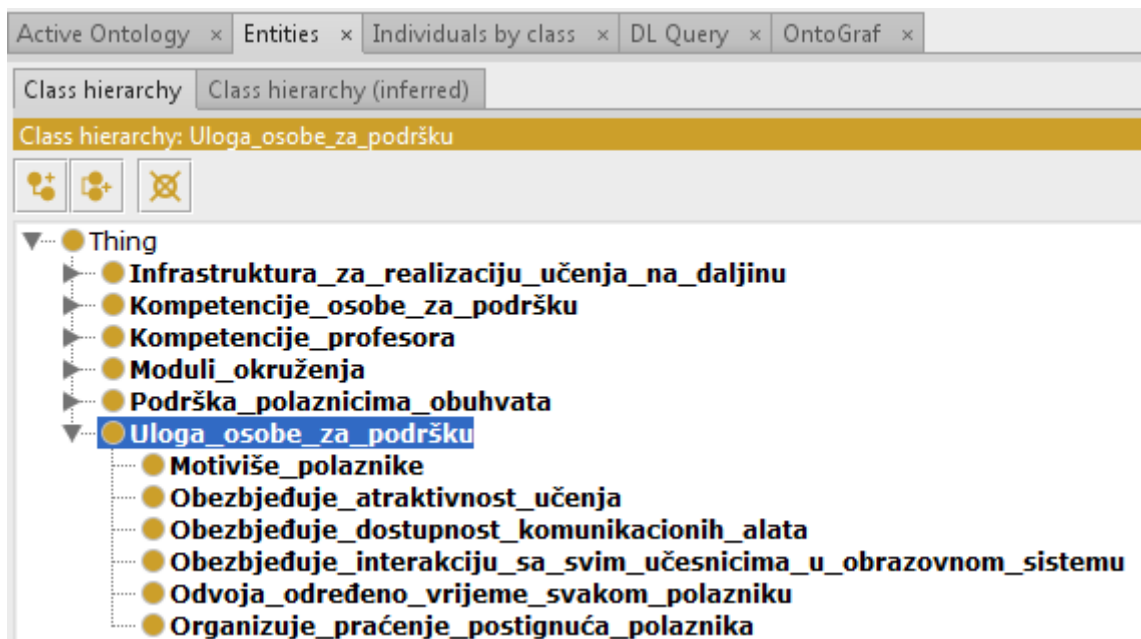 Active Ontology × Entities × Individuals by class × DL Query × OntoGraf ×
Class hierarchy Class hierarchy (inferred)
Class hierarchy: Uloga_osobe_za_podršku
Thing
Infrastruktura_za_realizaciju_učenja_na_daljinu
Kompetencije_osobe_za_podršku
Kompetencije_profesora
Moduli_okruženja
Podrška_polaznicima_obuhvata
Uloga_osobe_za_podršku
Motiviše_polaznike
Obezbjeđuje_atraktivnost_učenja
Obezbjeđuje_dostupnost_komunikacionih_alata
Obezbjeđuje_interakciju_sa_svim_učesnicima_u_obrazovnom_sistemu
Odvoja_određeno_vrijeme_svakom_polazniku
Organizuje_praćenje_postignuća_polaznika